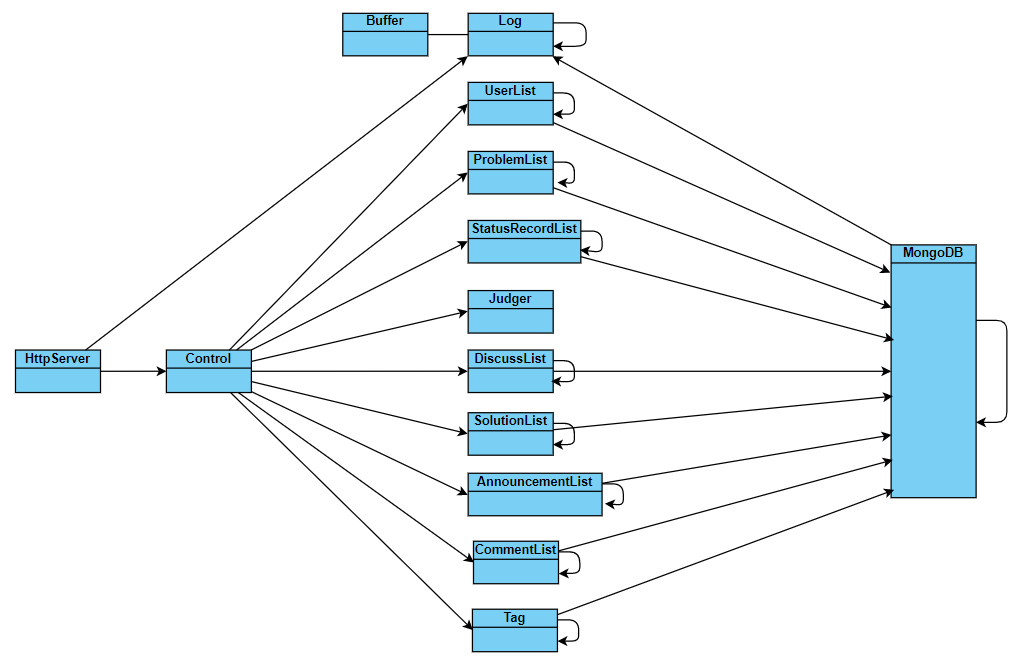 Buffer
Log
UserList
ProblemList
StatusRecordList
MongoDB
Judger
HttpServer
Control
DiscussList
SolutionList
AnnouncementList
CommentList
Tag